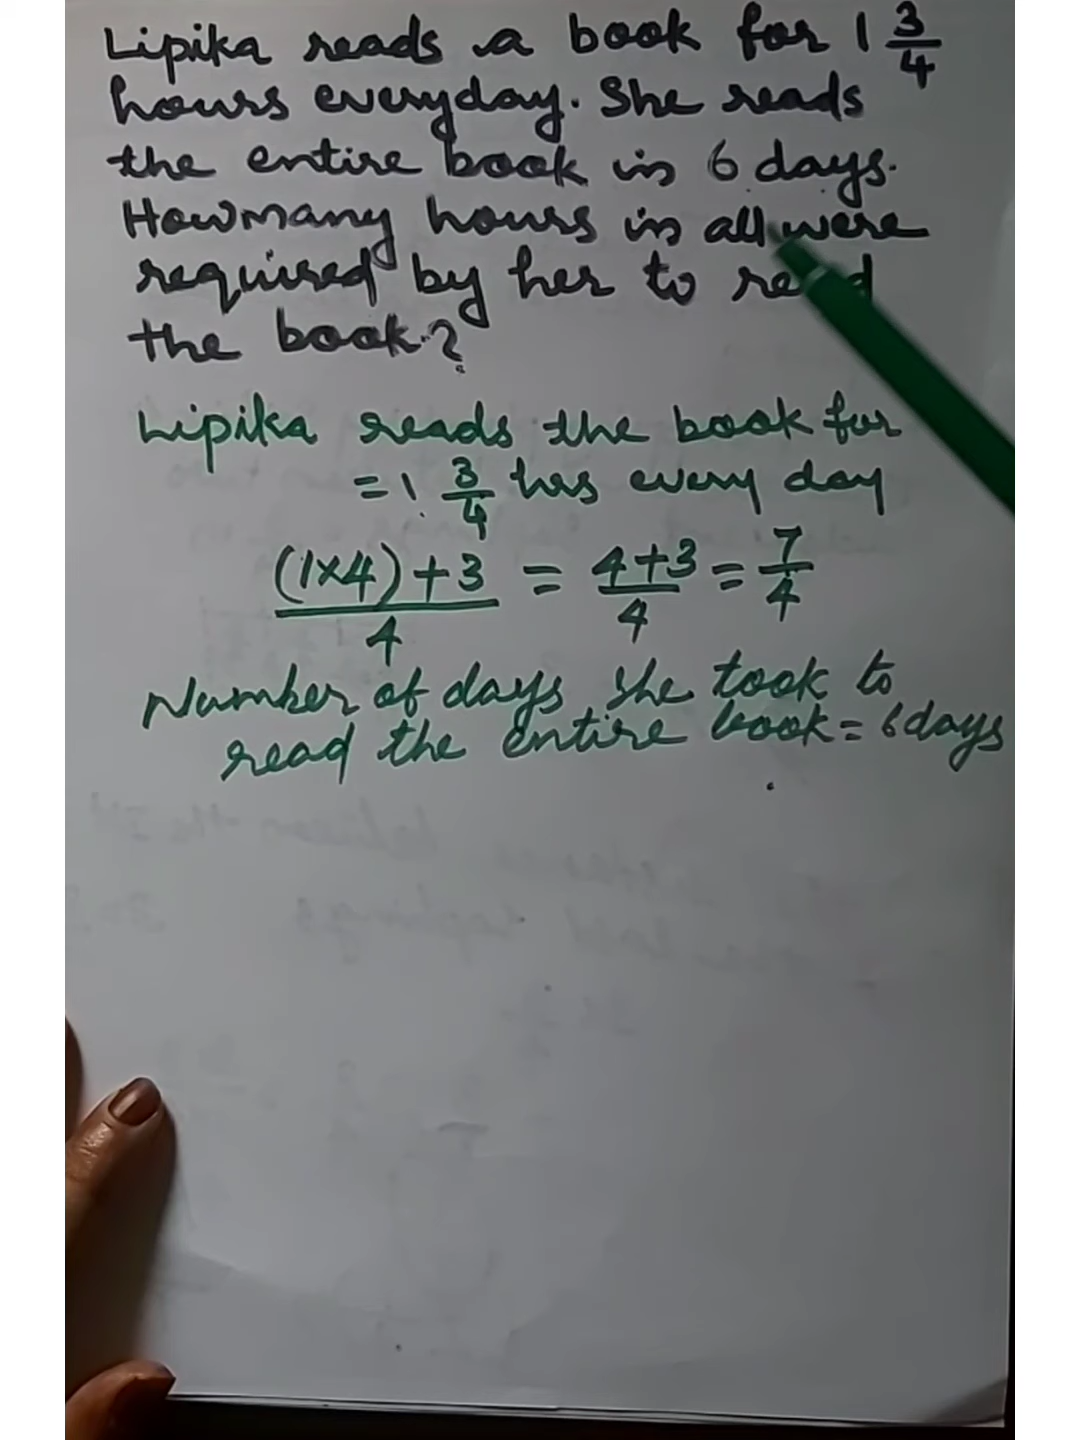 Lipika reads a book for 1 3/4
hours everyday. She reads
the entire book in 6 days.
Howmany hours in all were
required by her to read
the book?
Lipika reads the book for
= 1 3/4 hrs every day
(1×4)+3/4 = 4+3/4 = 7/4
Number of days she took to
read the entire book = 6 days